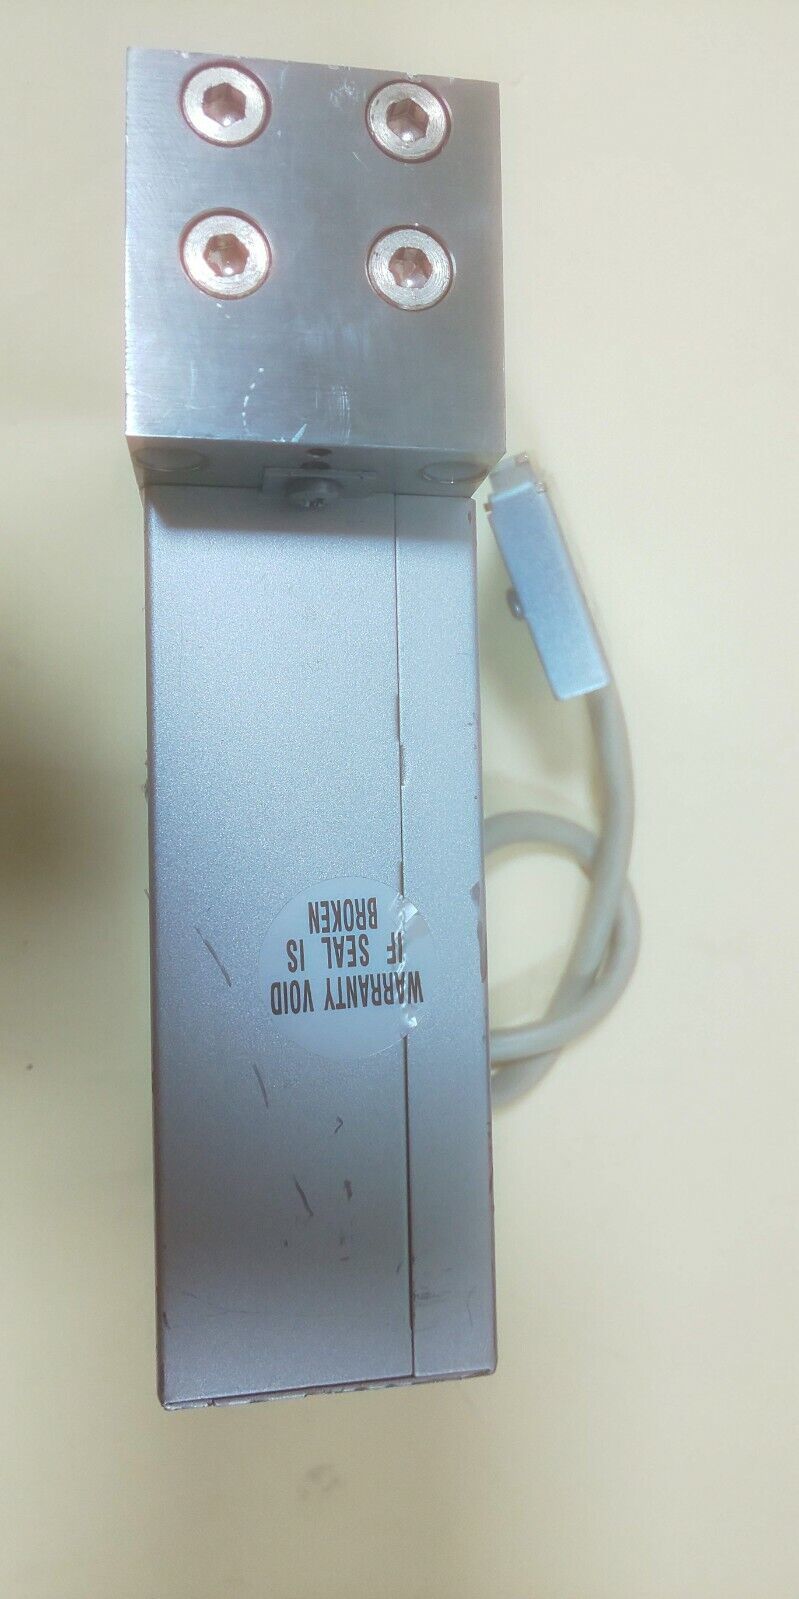 WARRANTY VOID
IF SEAL IS
BROKEN